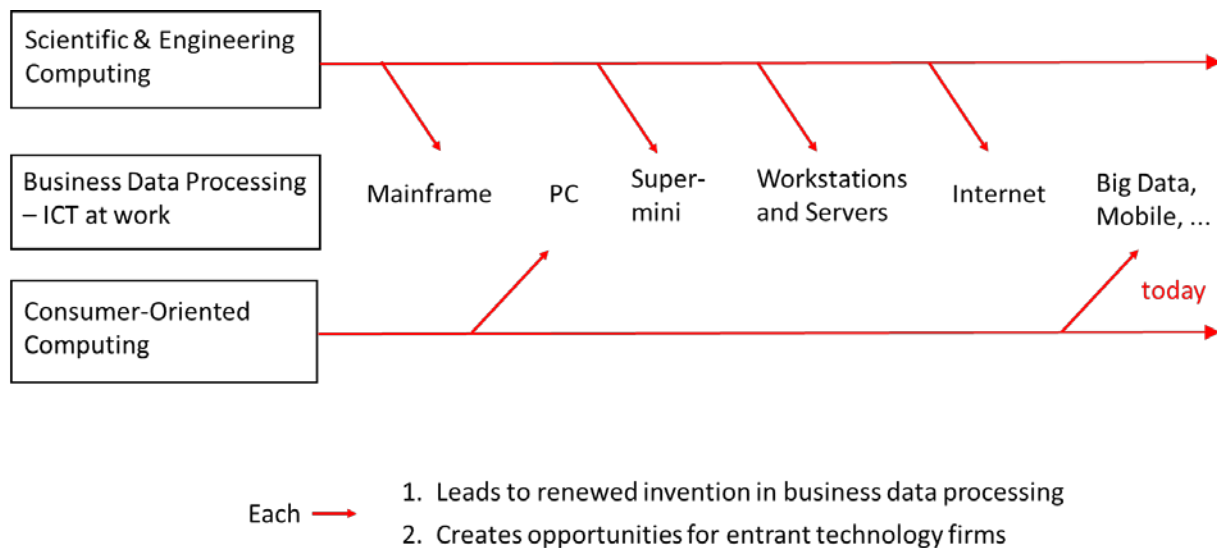 Scientific & Engineering
Computing
Business Data Processing
– ICT at work
Mainframe
PC
Super-
mini
Workstations
and Servers
Internet
Big Data,
Mobile, ...
today
Consumer-Oriented
Computing
Each
1. Leads to renewed invention in business data processing
2. Creates opportunities for entrant technology firms